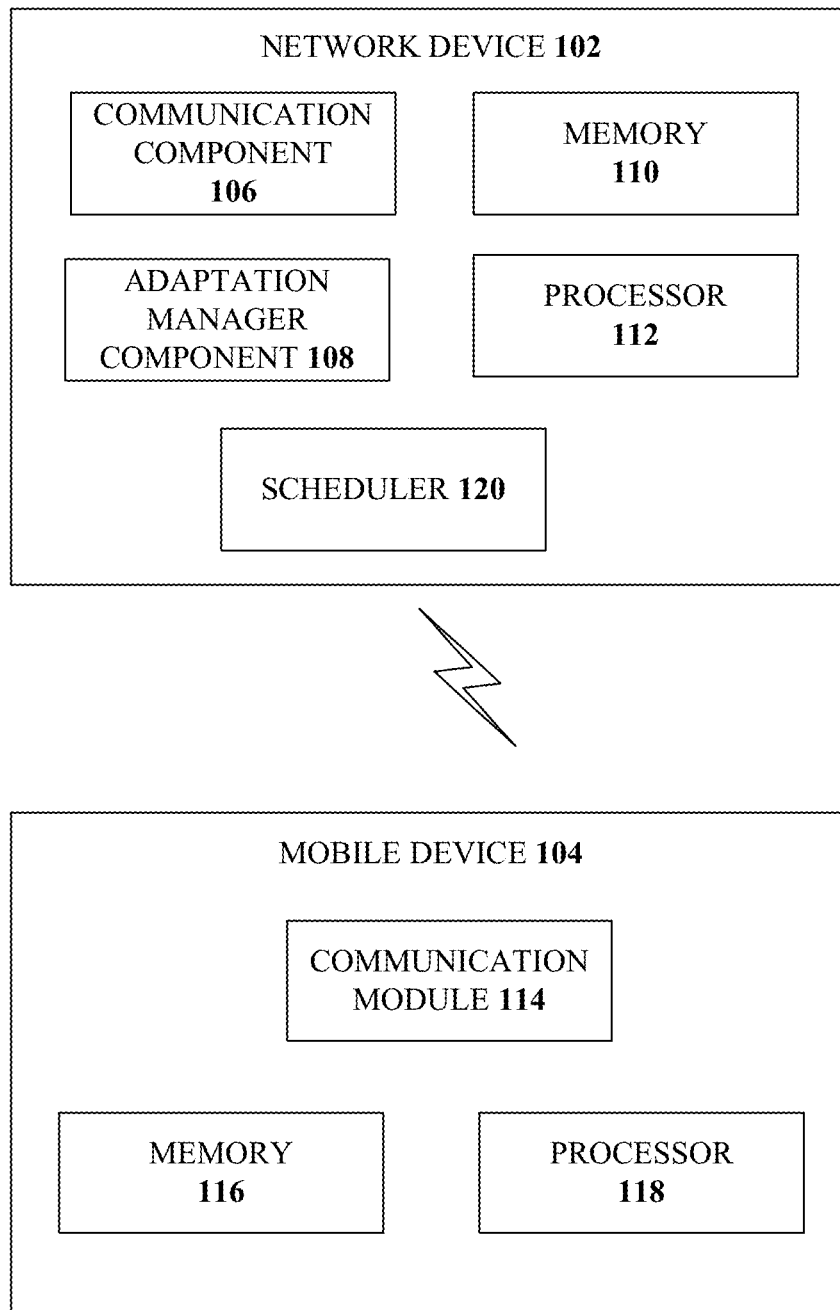 NETWORK DEVICE 102
COMMUNICATION
COMPONENT
106
MEMORY
110
ADAPTATION
MANAGER
COMPONENT 108
PROCESSOR
112
SCHEDULER 120
MOBILE DEVICE 104
COMMUNICATION
MODULE 114
MEMORY
116
PROCESSOR
118